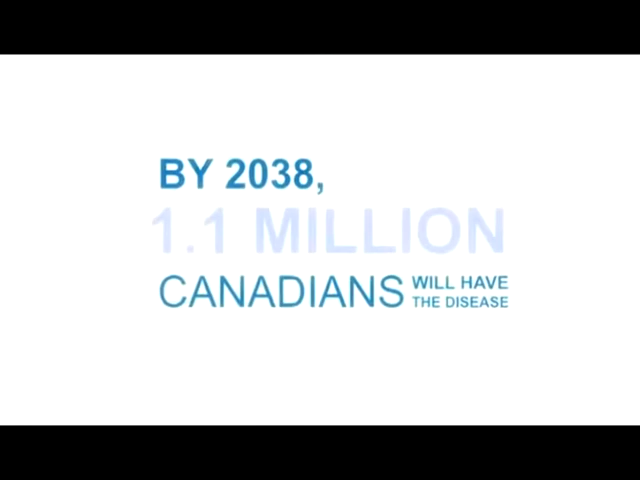 BY 2038,
1.1 MILLION
CANADIANS WILL HAVE
THE DISEASE